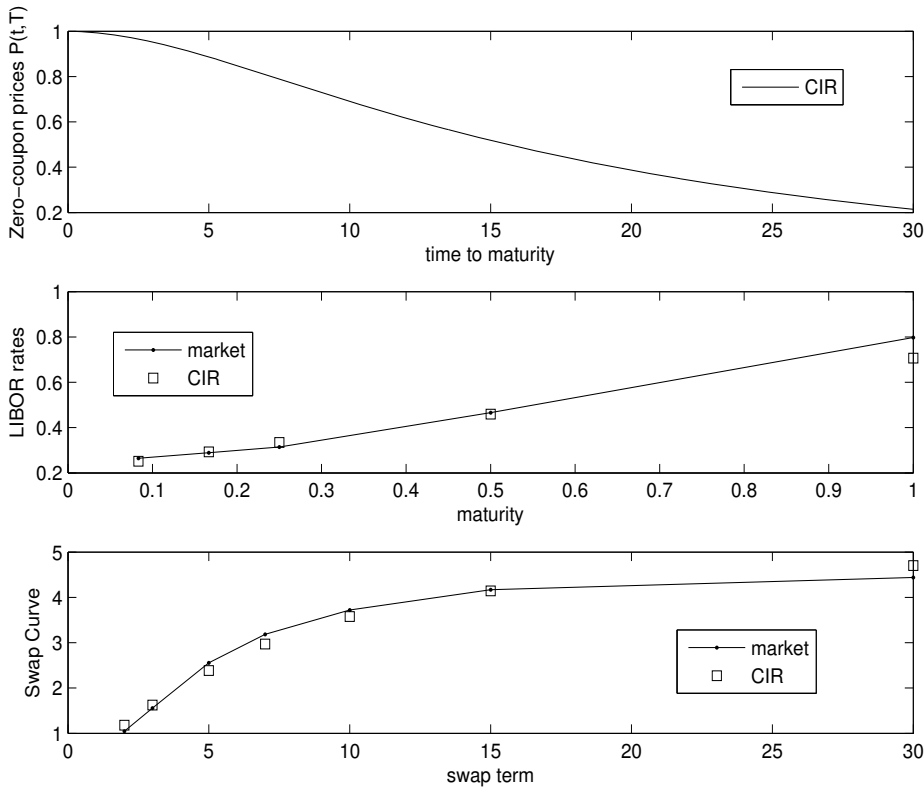 Zero−coupon prices P(t,T)
1
0.8
0.6
0.4
0.2
CIR
0 5 10 15 20 25 30
time to maturity
LIBOR rates
1
0.8
0.6
0.4
0.2
market
CIR
0 0.1 0.2 0.3 0.4 0.5 0.6 0.7 0.8 0.9 1
maturity
Swap Curve
5
4
3
2
1
market
CIR
0 5 10 15 20 25 30
swap term